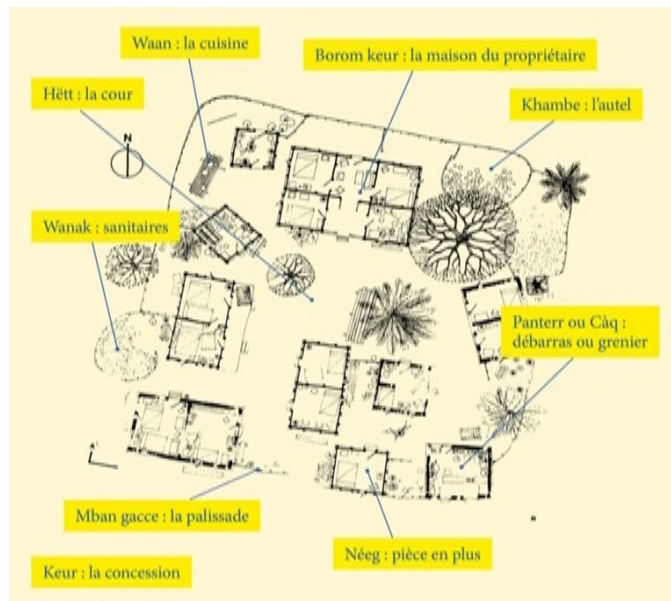 Waan : la cuisine
Borom keur : la maison du propriétaire
Hëtt : la cour
Khambe : l'autel
N
Wanak : sanitaires
Panterr ou Càq :
débarras ou grenier
A
Mban gacce : la palissade
Néeg : pièce en plus
Keur : la concession